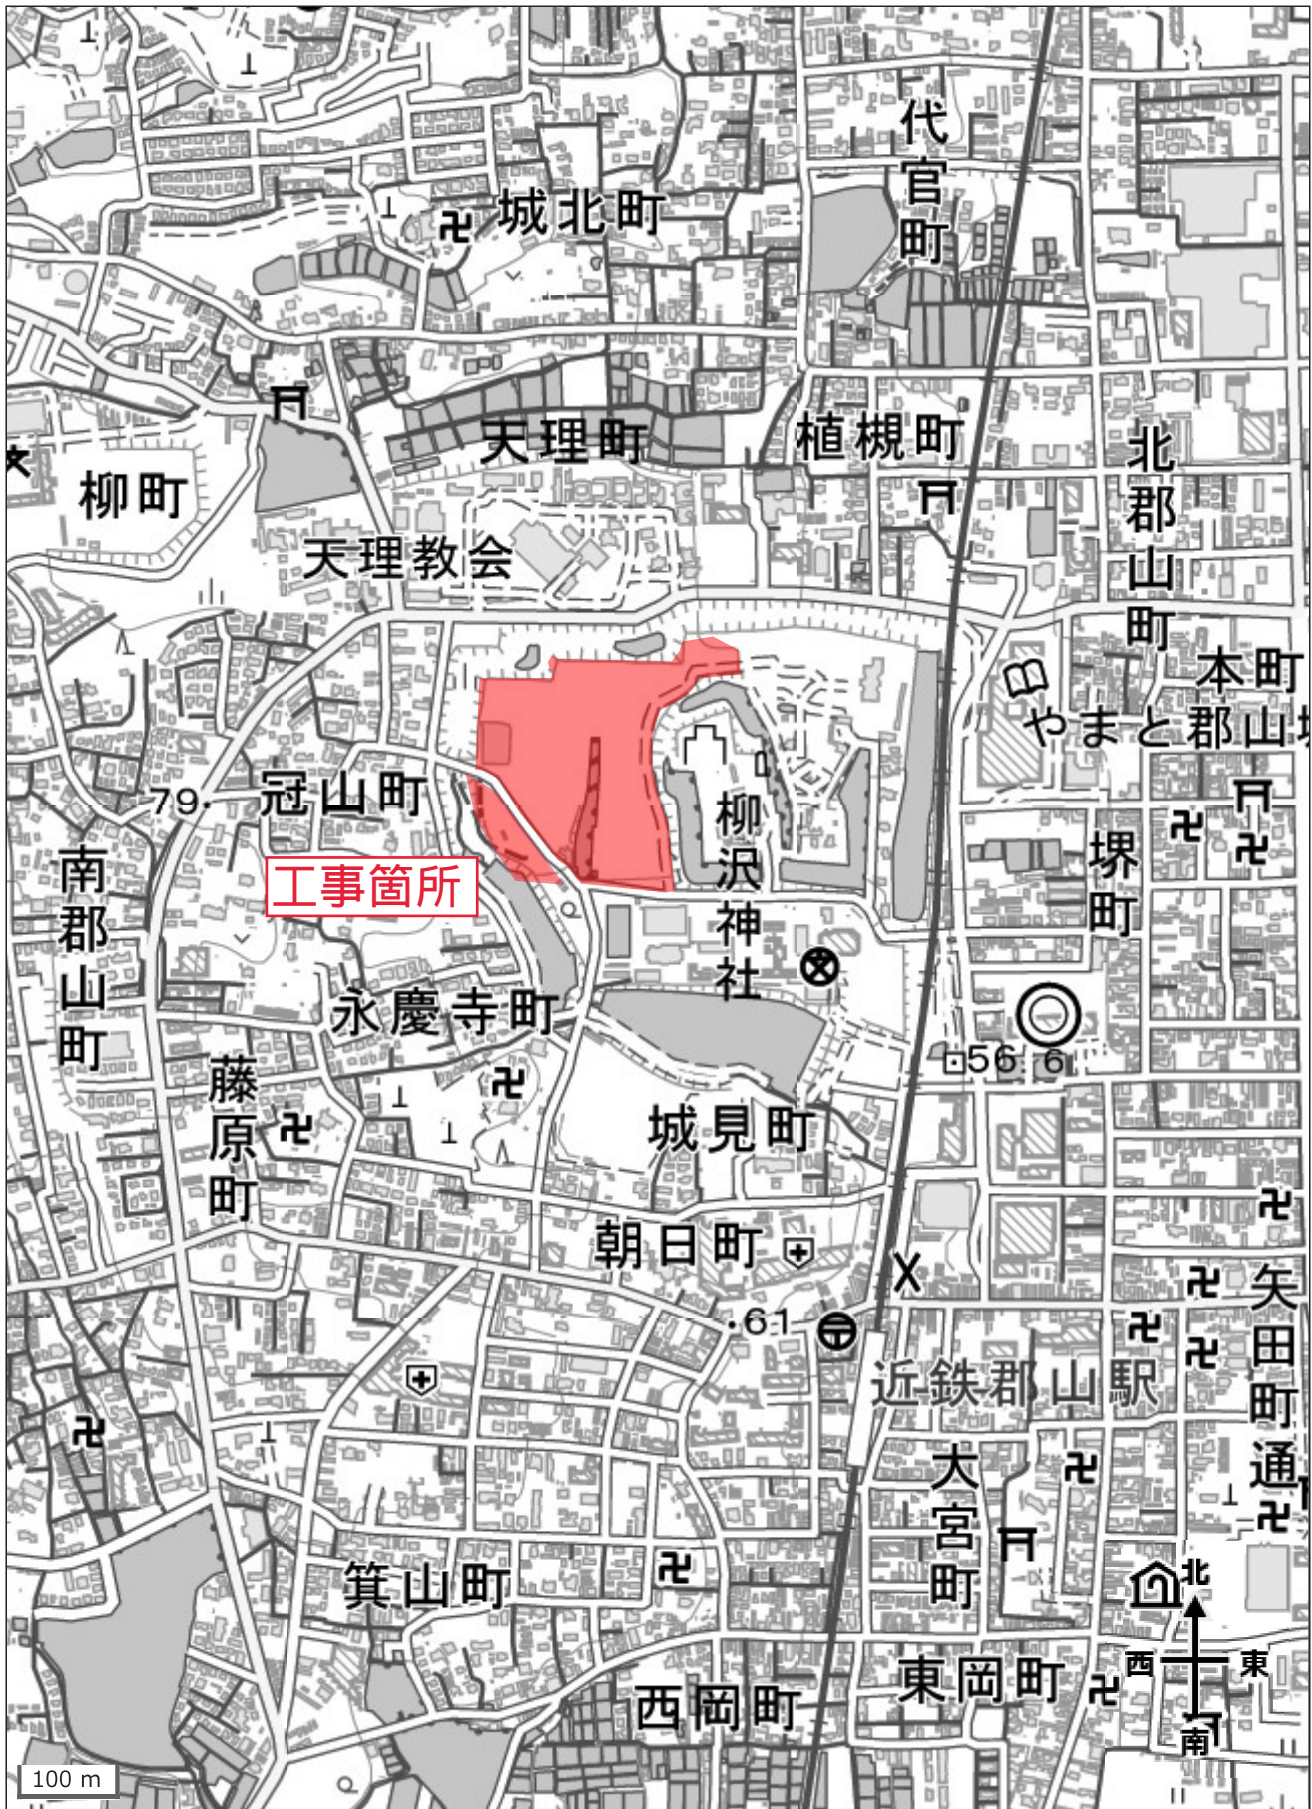 代官町
城北町
天理町
植槻町
北郡山町
柳町
天理教会
本町
やまと郡山
冠山町
79
柳沢神社
堺町
南郡山町
工事箇所
永慶寺町
56.6
藤原町
城見町
朝日町
矢田町通
61
近鉄郡山駅
大宮町
箕山町
北
西
東
南
東岡町
西岡町
100 m